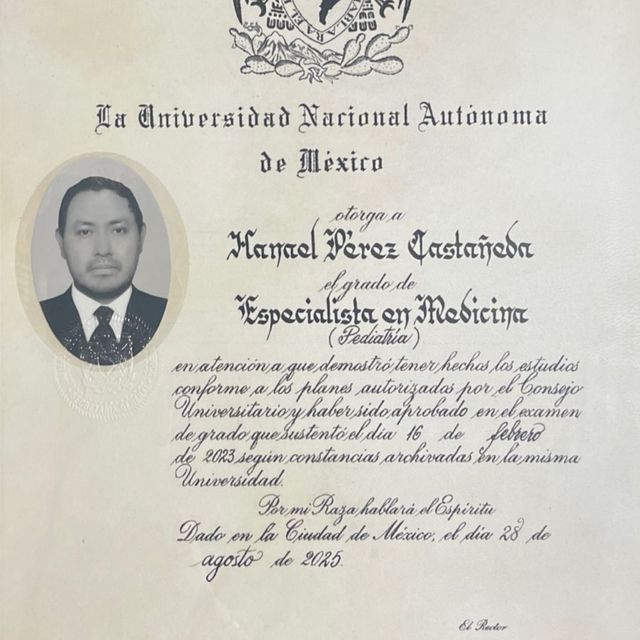 HABLARA EL
La Universidad Nacional Autónoma
de México
otorga a
Hanael Pérez Castañeda
el grado de
Especialista en Medicina
(Pediatría)
en atención a que demostró tener hechos los estudios
conforme a los planes autorizados por el Consejo
Universitario y haber sido aprobado en el examen
de grado que sustentó el día 16 de febrero
de 2023 según constancias archivadas en la misma
Universidad.
Por mi Raza hablará el Espíritu
Dado en la Ciudad de México, el día 28 de
agosto de 2025.
El Rector